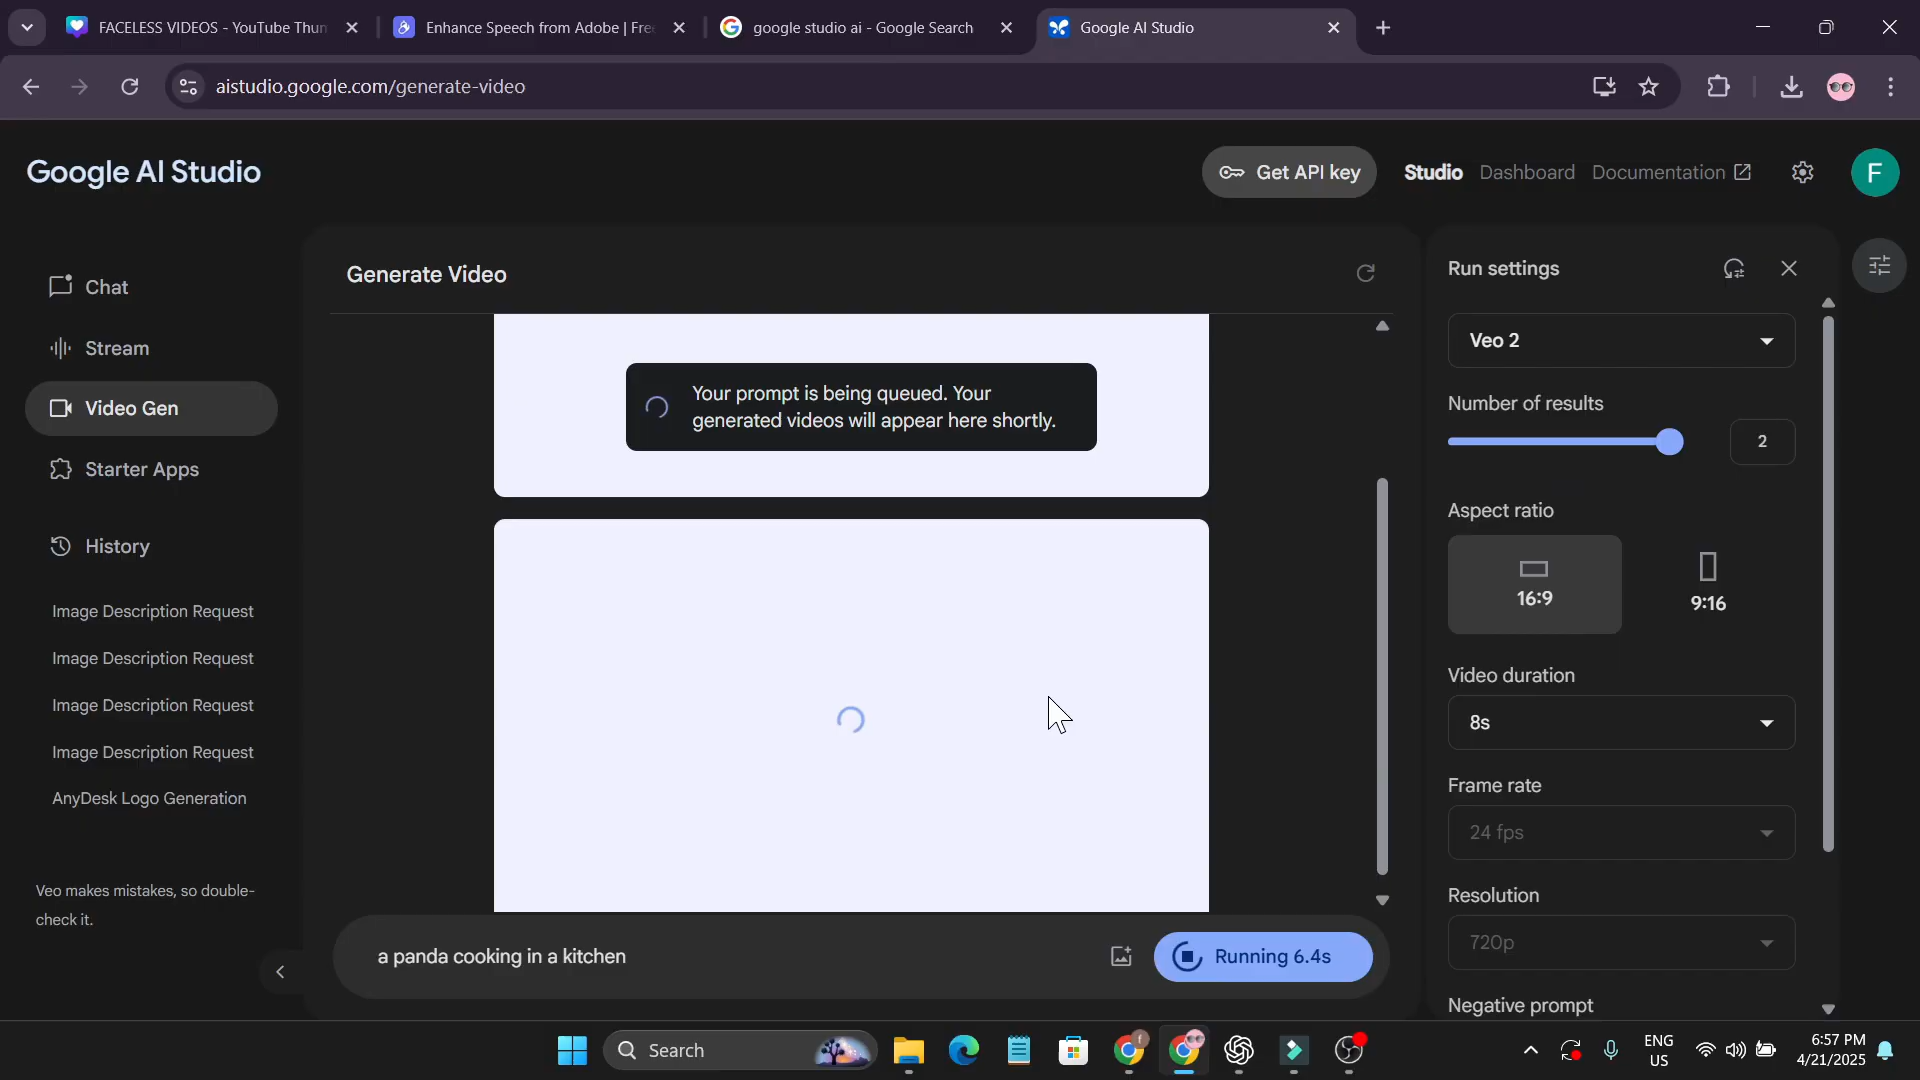 FACELESS VIDEOS - YouTube Thun
Enhance Speech from Adobe | Fre
google studio ai - Google Search
Google AI Studio
aistudio.google.com/generate-video
Google AI Studio
Get API key
Studio
Dashboard
Documentation
F
Chat
Stream
Video Gen
Starter Apps
History
Image Description Request
Image Description Request
Image Description Request
Image Description Request
AnyDesk Logo Generation
Veo makes mistakes, so double-
check it.
Generate Video
Your prompt is being queued. Your
generated videos will appear here shortly.
a panda cooking in a kitchen
Running 6.4s
Run settings
Veo 2
Number of results
2
Aspect ratio
16:9
9:16
Video duration
8s
Frame rate
24 fps
Resolution
720p
Negative prompt
Search
f
ENG
US
6:57 PM
4/21/2025